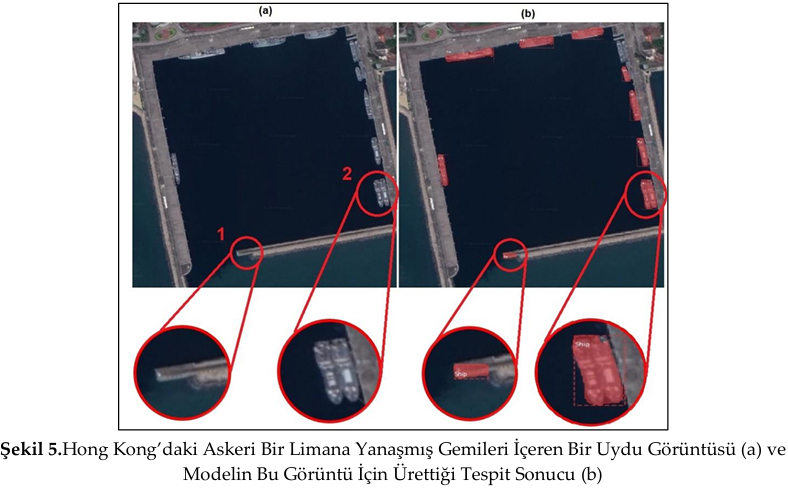 (a) (b)
2
1
Ship
Ship
Şekil 5.Hong Kong’daki Askeri Bir Limana Yanaşmış Gemileri İçeren Bir Uydu Görüntüsü (a) ve
Modelin Bu Görüntü İçin Ürettiği Tespit Sonucu (b)